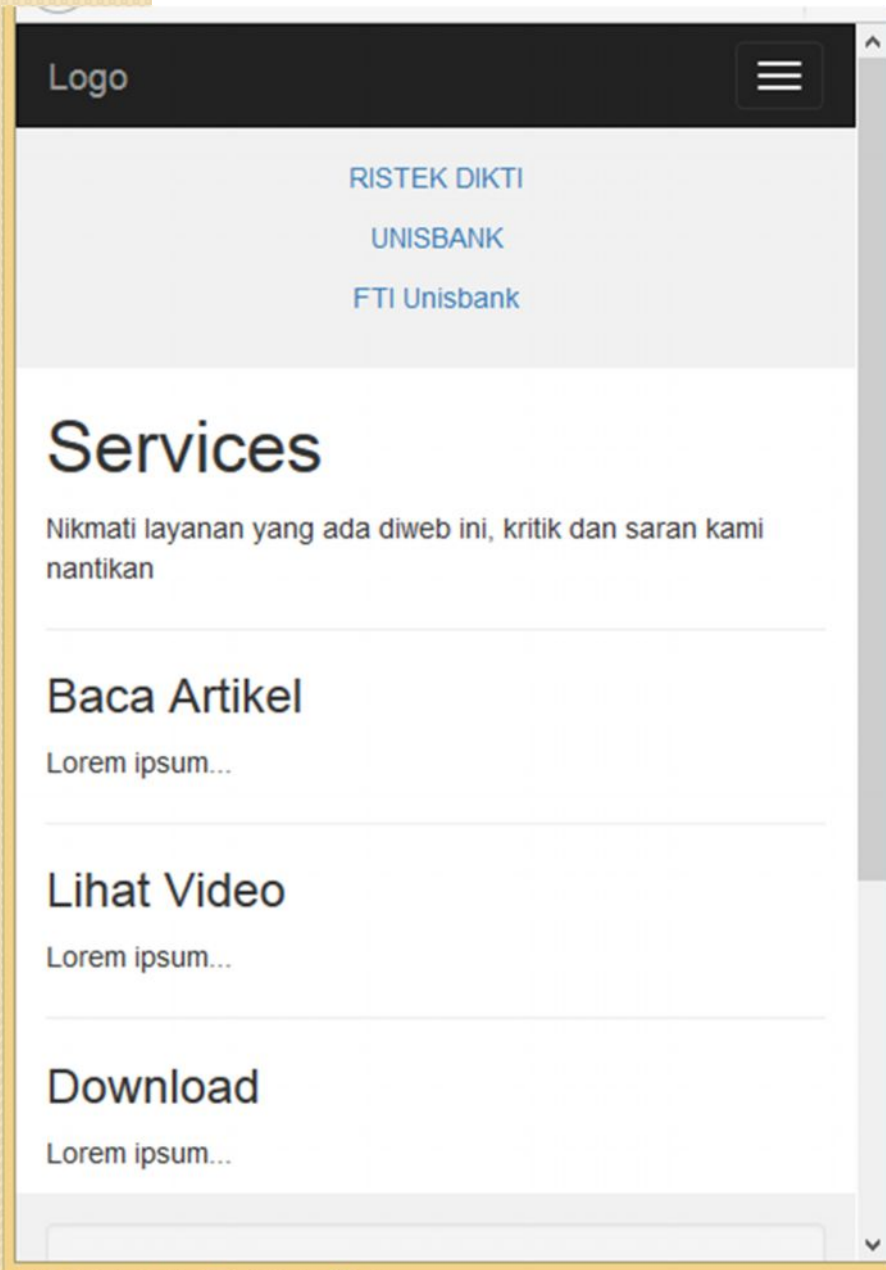 Logo
RISTEK DIKTI
UNISBANK
FTI Unisbank
Services
Nikmati layanan yang ada diweb ini, kritik dan saran kami
nantikan
Baca Artikel
Lorem ipsum...
Lihat Video
Lorem ipsum...
Download
Lorem ipsum...